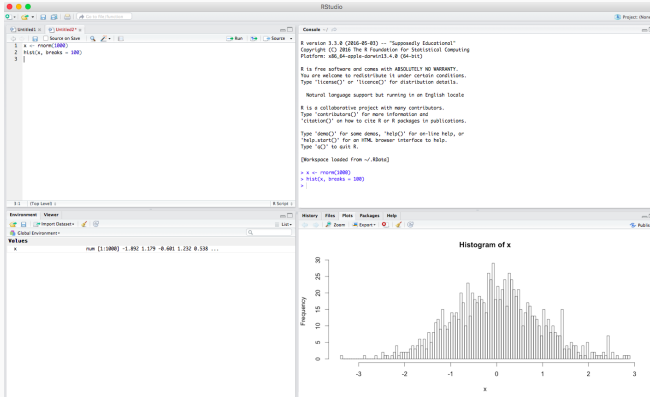 RStudio
Go to file/function
Project: (None
Untitled1 ×
Untitled2* ×
Source on Save
Run
Source
1 x <- rnorm(1000)
2 hist(x, breaks = 100)
3
3:1 (Top Level)
R Script
Console ~/
R version 3.3.0 (2016-05-03) -- "Supposedly Educational"
Copyright (C) 2016 The R Foundation for Statistical Computing
Platform: x86_64-apple-darwin13.4.0 (64-bit)
R is free software and comes with ABSOLUTELY NO WARRANTY.
You are welcome to redistribute it under certain conditions.
Type 'license()' or 'licence()' for distribution details.
Natural language support but running in an English locale
R is a collaborative project with many contributors.
Type 'contributors()' for more information and
'citation()' on how to cite R or R packages in publications.
Type 'demo()' for some demos, 'help()' for on-line help, or
'help.start()' for an HTML browser interface to help.
Type 'q()' to quit R.
[Workspace loaded from ~/.RData]
> x <- rnorm(1000)
> hist(x, breaks = 100)
>
Environment Viewer
Import Dataset
List
Global Environment
Values
x num [1:1000] -1.892 1.179 -0.601 1.232 0.538 ...
History Files Plots Packages Help
Zoom Export
Publis
Histogram of x
Frequency
30
25
20
15
10
5
0
-3 -2 -1 0 1 2 3
x